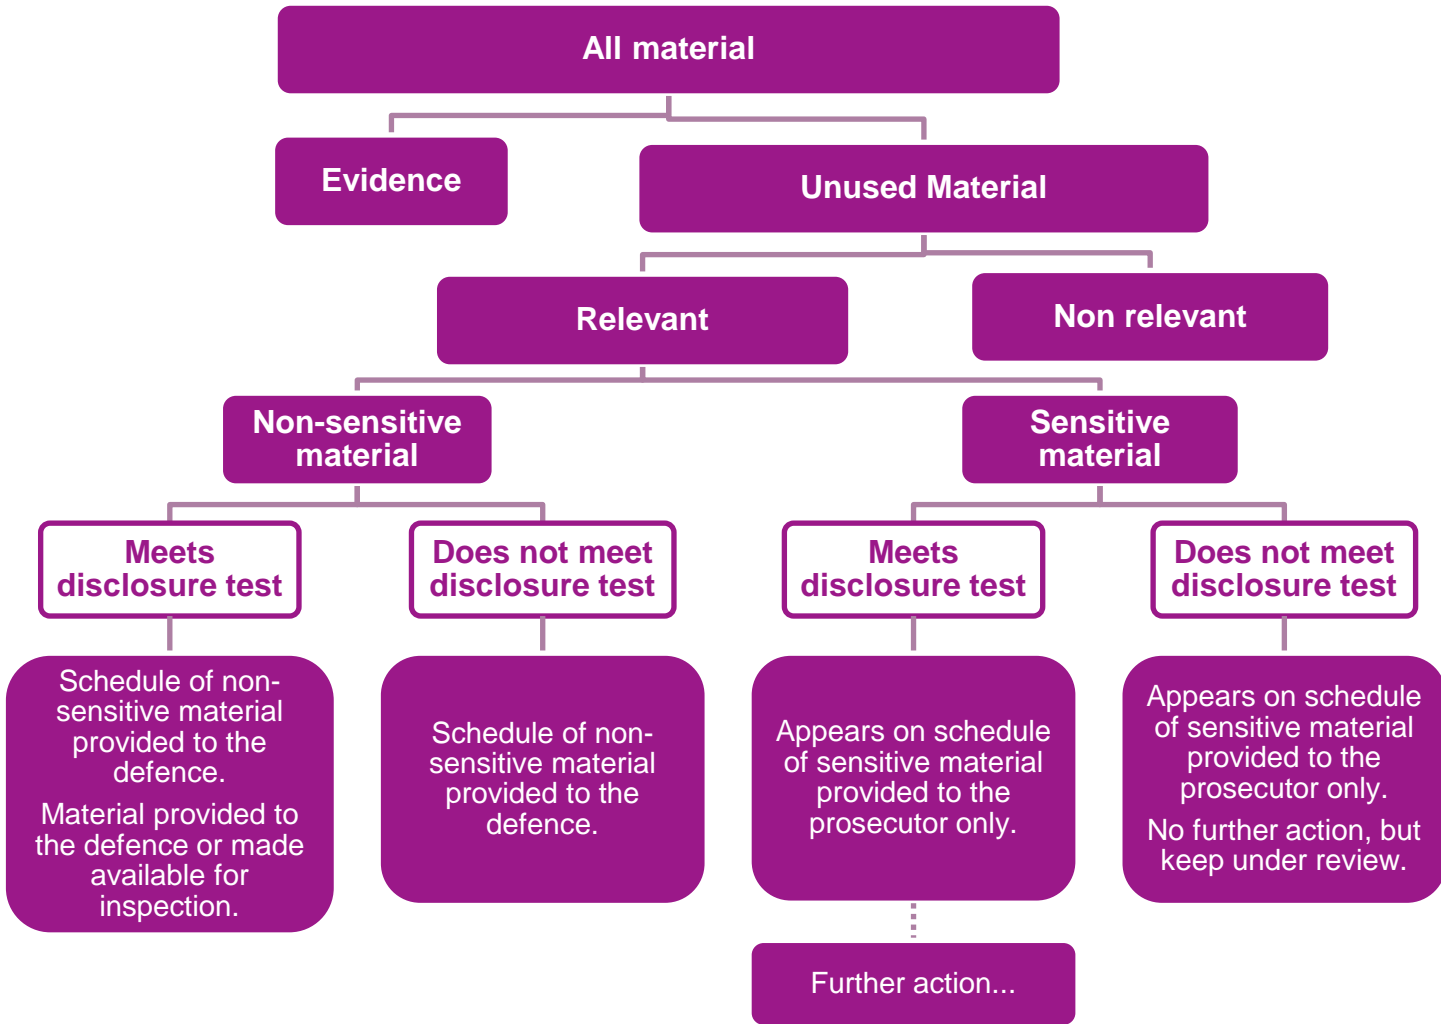 All material
Evidence
Unused Material
Relevant
Non relevant
Non-sensitive
material
Sensitive
material
Meets
disclosure test
Does not meet
disclosure test
Meets
disclosure test
Does not meet
disclosure test
Schedule of non-
sensitive material
provided to the
defence.
Material provided to
the defence or made
available for
inspection.
Schedule of non-
sensitive material
provided to the
defence.
Appears on schedule
of sensitive material
provided to the
prosecutor only.
Appears on schedule
of sensitive material
provided to the
prosecutor only.
No further action, but
keep under review.
Further action...